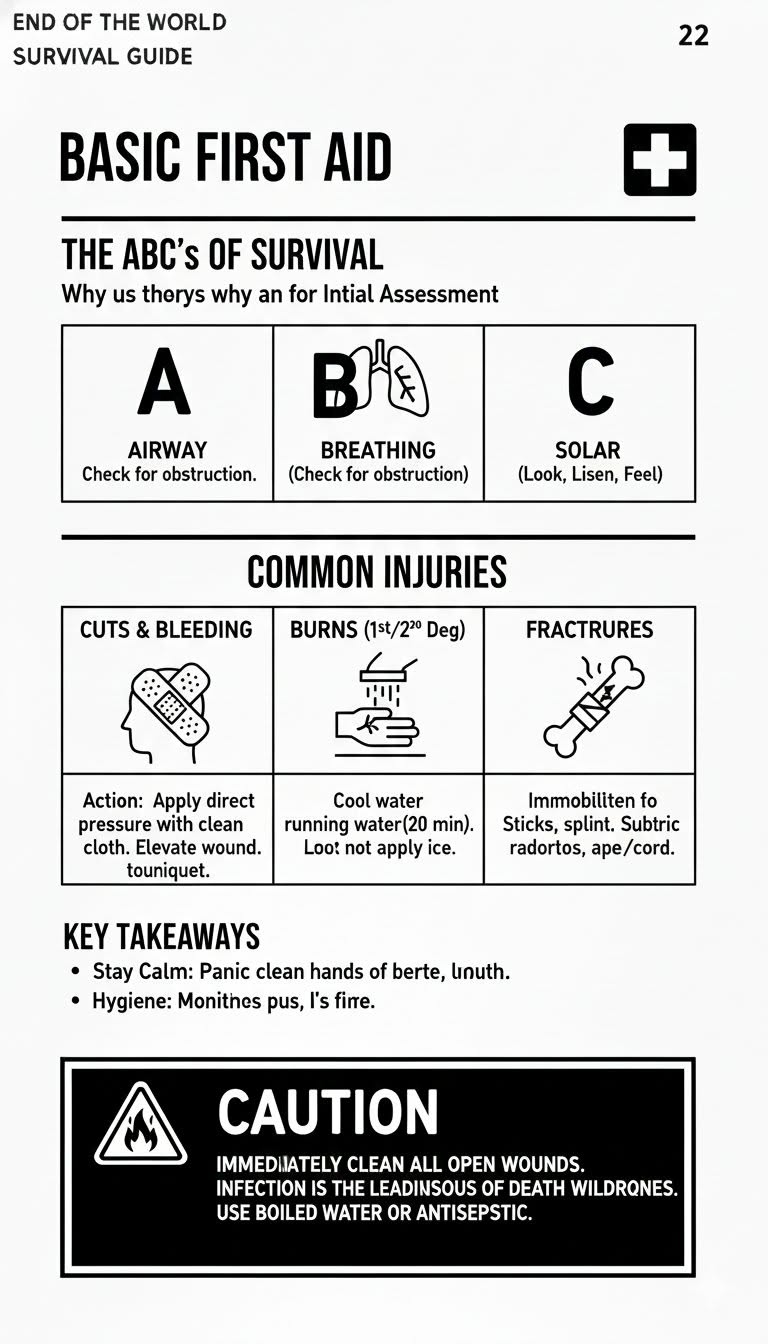 END OF THE WORLD
SURVIVAL GUIDE
22
BASIC FIRST AID
THE ABC's OF SURVIVAL
Why us thorys why an for Intial Assessment
A
AIRWAY
Check for obstruction.
B
BREATHING
(Check for obstruction)
C
SOLAR
(Look, Lisen, Feel)
COMMON INJURIES
CUTS & BLEEDING
BURNS (1st/2²⁰ Deg)
FRACTRURES
Action: Apply direct
pressure with clean
cloth. Elevate wound.
touniquet.
Cool water
running water(20 min).
Loot not apply ice.
Immobiliten fo
Sticks, splint. Subtric
radortos, ape/cord.
KEY TAKEAWAYS
• Stay Calm: Panic clean hands of berte, lınuth.
• Hygiene: Monithes pus, I's fire.
CAUTION
IMMEDIATELY CLEAN ALL OPEN WOUNDS.
INFECTION IS THE LEADINSOUS OF DEATH WILDRQNES.
USE BOILED WATER OR ANTISEPSTIC.